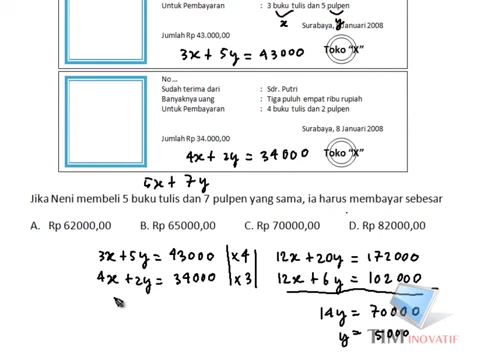 Untuk Pembayaran : 3 buku tulis dan 5 pulpen
x y
Surabaya, Januari 2008
Jumlah Rp 43.000,00
3x + 5y = 43000
Toko "X"
No...
Sudah terima dari : Sdr. Putri
Banyaknya uang : Tiga puluh empat ribu rupiah
Untuk Pembayaran : 4 buku tulis dan 2 pulpen
Surabaya, 8 Januari 2008
Jumlah Rp 34.000,00
4x + 2y = 34000
Toko "X"
5x + 7y
Jika Neni membeli 5 buku tulis dan 7 pulpen yang sama, ia harus membayar sebesar
A. Rp 62000,00 B. Rp 65000,00 C. Rp 70000,00 D. Rp 82000,00
3x + 5y = 43000 | x 4 | 12x + 20y = 172000
4x + 2y = 34000 | x 3 | 12x + 6y = 102000
14y = 70000
y = 5000
TIM INOVATIF